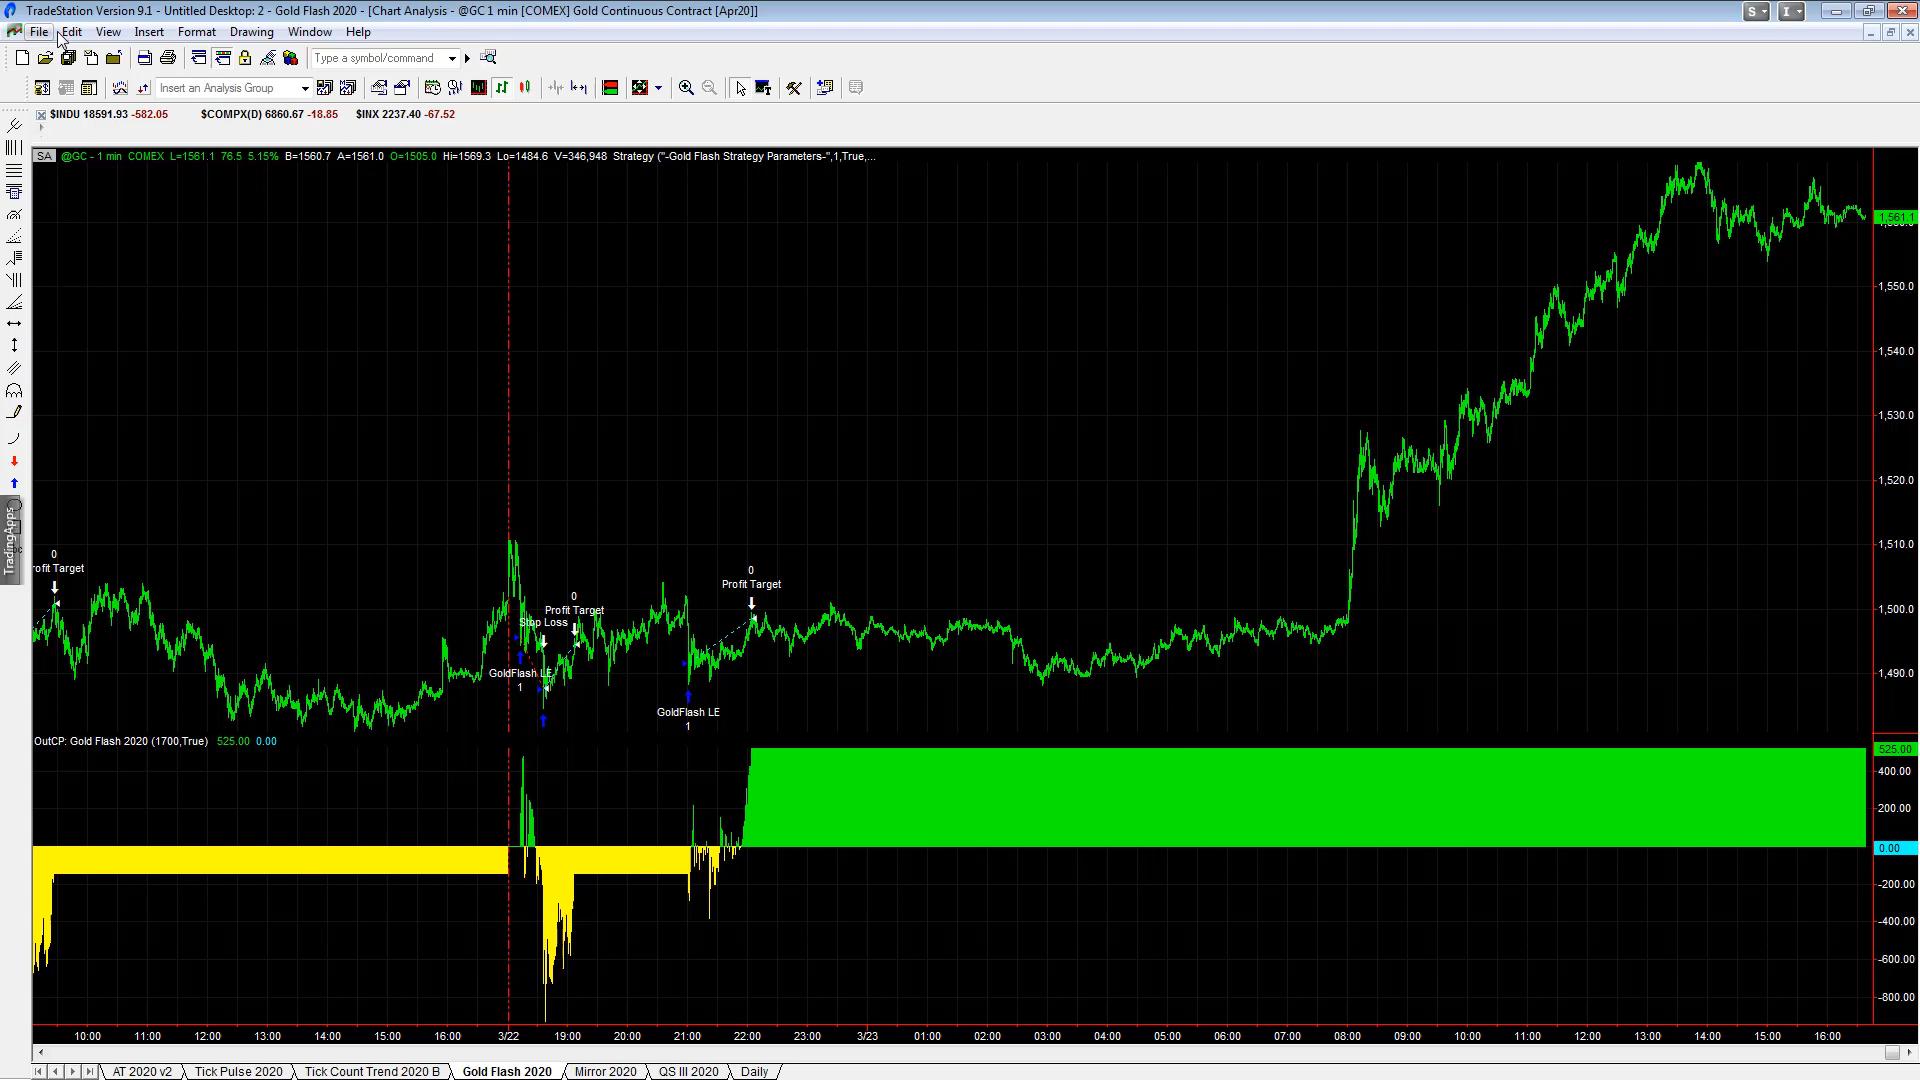 TradeStation Version 9.1 - Untitled Desktop: 2 - Gold Flash 2020 - [Chart Analysis - @GC 1 min [COMEX] Gold Continuous Contract [Apr20]]
S I
File Edit View Insert Format Drawing Window Help
Type a symbol/command
Insert an Analysis Group
$INDU 18591.93 -582.05 $COMPX(D) 6860.67 -18.85 $INX 2237.40 -67.52
SA @GC - 1 min COMEX L=1561.1 76.5 5.15% B=1560.7 A=1561.0 O=1505.0 Hi=1569.3 Lo=1484.6 V=346,948 Strategy ("-Gold Flash Strategy Parameters-",1,True,...
1,561.1
1,550.0
1,540.0
1,530.0
1,520.0
1,510.0
1,500.0
1,490.0
TradingApps
0
rofit Target
0
Profit Target
Stop Loss
GoldFlash LE
1
0
Profit Target
GoldFlash LE
1
OutCP: Gold Flash 2020 (1700,True) 525.00 0.00
525.00
400.00
200.00
0.00
-200.00
-400.00
-600.00
-800.00
10:00 11:00 12:00 13:00 14:00 15:00 16:00 3/22 19:00 20:00 21:00 22:00 23:00 3/23 01:00 02:00 03:00 04:00 05:00 06:00 07:00 08:00 09:00 10:00 11:00 12:00 13:00 14:00 15:00 16:00
AT 2020 v2 Tick Pulse 2020 Tick Count Trend 2020 B Gold Flash 2020 Mirror 2020 QS III 2020 Daily